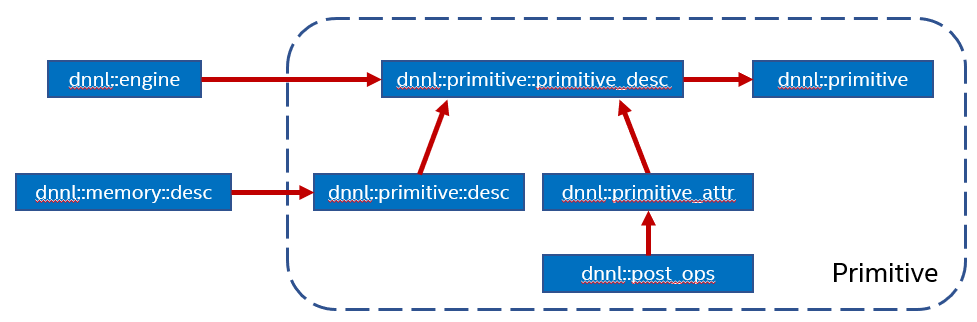 dnnl::engine
dnnl::primitive::primitive_desc
dnnl::primitive
dnnl::memory::desc
dnnl::primitive::desc
dnnl::primitive_attr
dnnl::post_ops
Primitive